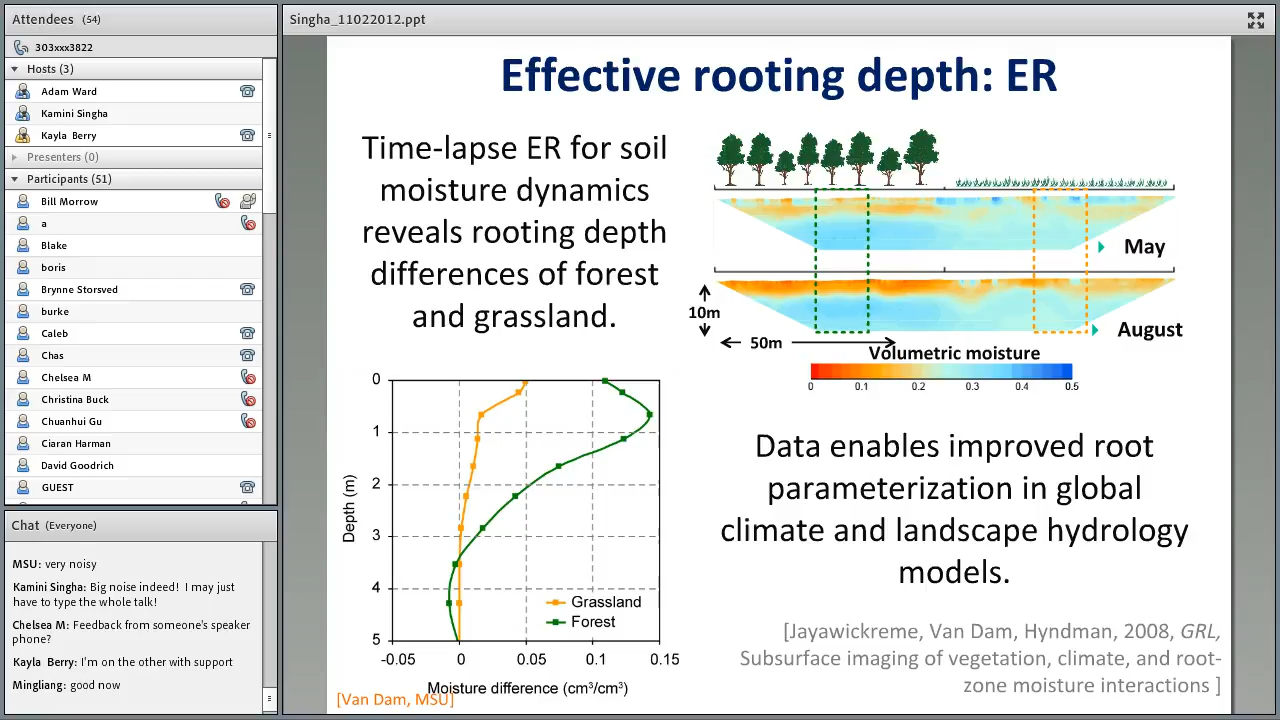 Attendees (54)
303xxx3822
Hosts (3)
Adam Ward
Kamini Singha
Kayla Berry
Presenters (0)
Participants (51)
Bill Morrow
a
Blake
boris
Brynne Storsved
burke
Caleb
Chas
Chelsea M
Christina Buck
Chuanhui Gu
Ciaran Harman
David Goodrich
GUEST
Chat (Everyone)
MSU: very noisy
Kamini Singha: Big noise indeed! I may just
have to type the whole talk!
Chelsea M: Feedback from someone's speaker
phone?
Kayla Berry: I'm on the other with support
Mingliang: good now
Singha_11022012.ppt
Effective rooting depth: ER
Time-lapse ER for soil
moisture dynamics
reveals rooting depth
differences of forest
and grassland.
May
August
10m
50m
Volumetric moisture
0 0.1 0.2 0.3 0.4 0.5
0
1
2
3
4
5
Depth (m)
Grassland
Forest
-0.05 0 0.05 0.1 0.15
Moisture difference (cm³/cm³)
[Van Dam, MSU]
Data enables improved root
parameterization in global
climate and landscape hydrology
models.
[Jayawickreme, Van Dam, Hyndman, 2008, GRL,
Subsurface imaging of vegetation, climate, and root-
zone moisture interactions ]